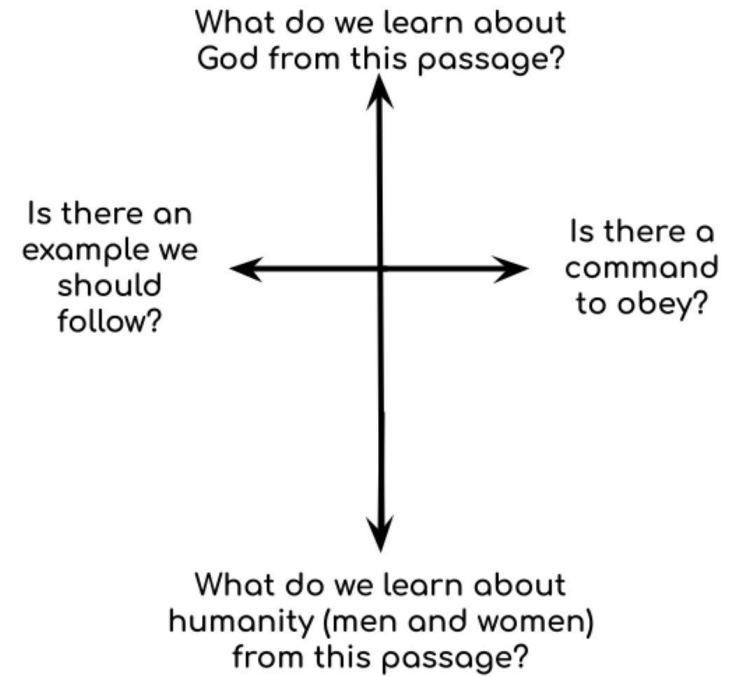 What do we learn about
God from this passage?
Is there an
example we
should
follow?
Is there a
command
to obey?
What do we learn about
humanity (men and women)
from this passage?